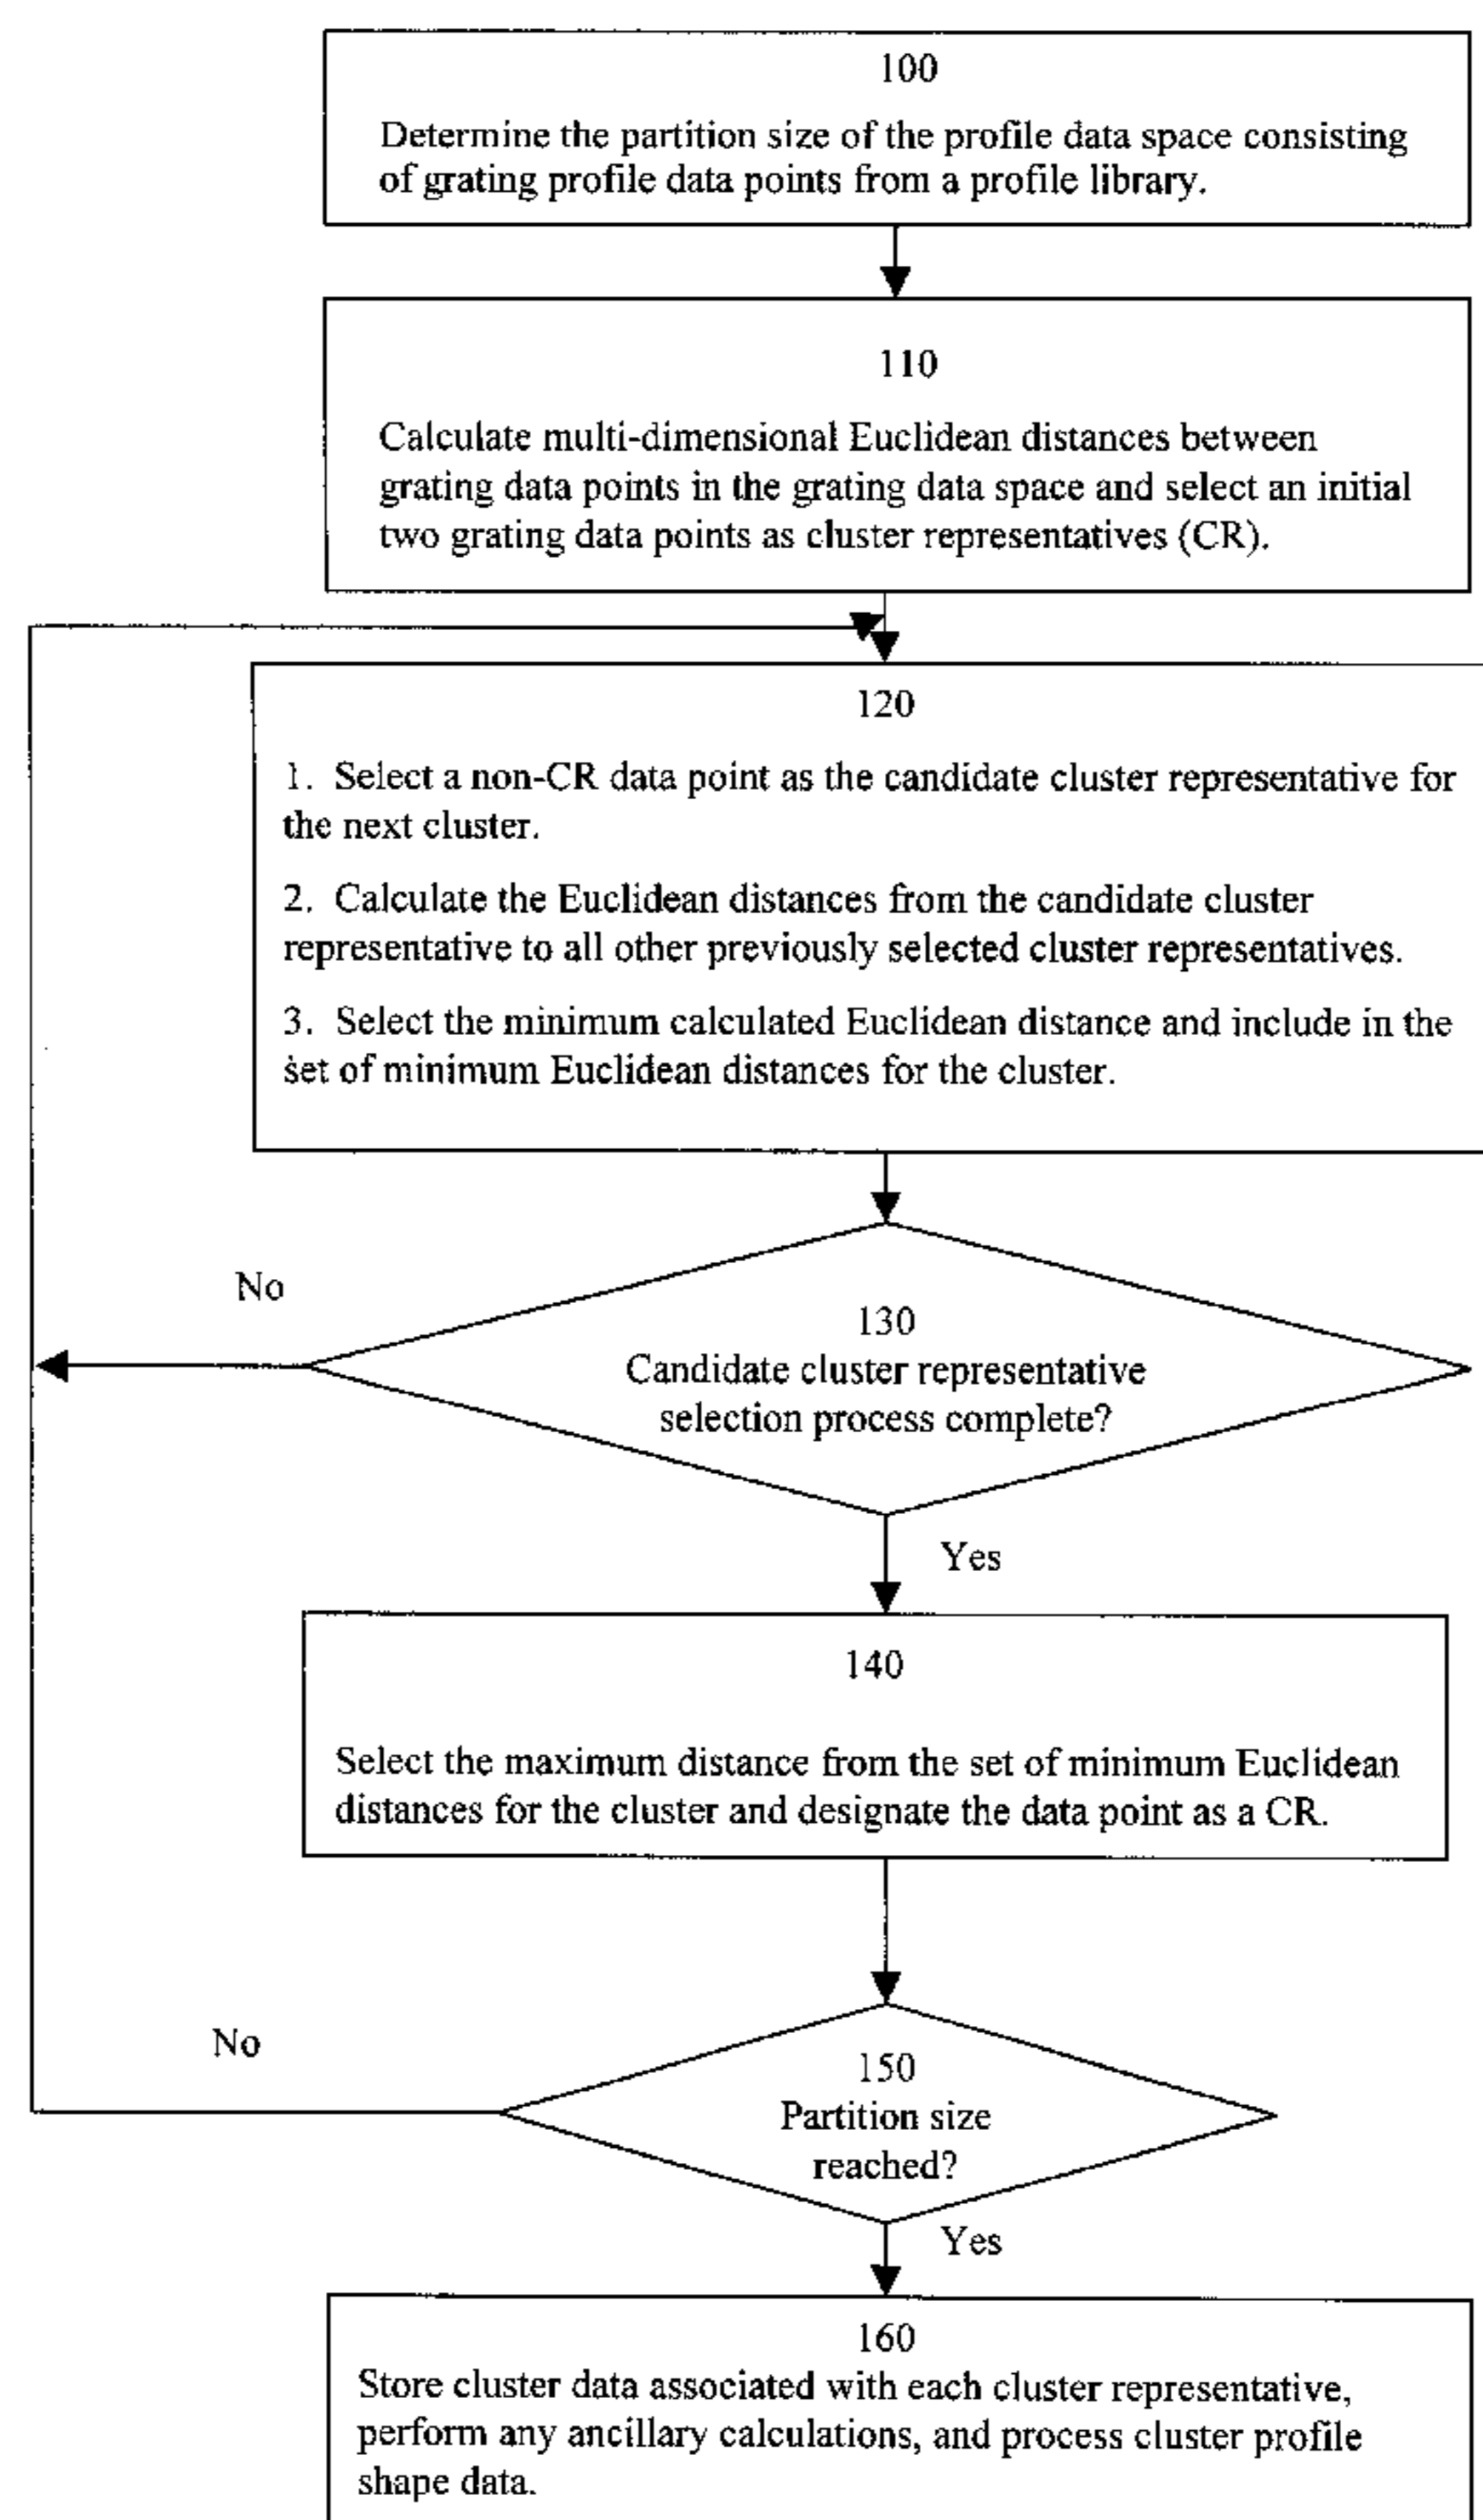 100
Determine the partition size of the profile data space consisting
of grating profile data points from a profile library.
110
Calculate multi-dimensional Euclidean distances between
grating data points in the grating data space and select an initial
two grating data points as cluster representatives (CR).
120
1. Select a non-CR data point as the candidate cluster representative for
the next cluster.
2. Calculate the Euclidean distances from the candidate cluster
representative to all other previously selected cluster representatives.
3. Select the minimum calculated Euclidean distance and include in the
set of minimum Euclidean distances for the cluster.
No
130
Candidate cluster representative
selection process complete?
Yes
140
Select the maximum distance from the set of minimum Euclidean
distances for the cluster and designate the data point as a CR.
No
150
Partition size
reached?
Yes
160
Store cluster data associated with each cluster representative,
perform any ancillary calculations, and process cluster profile
shape data.